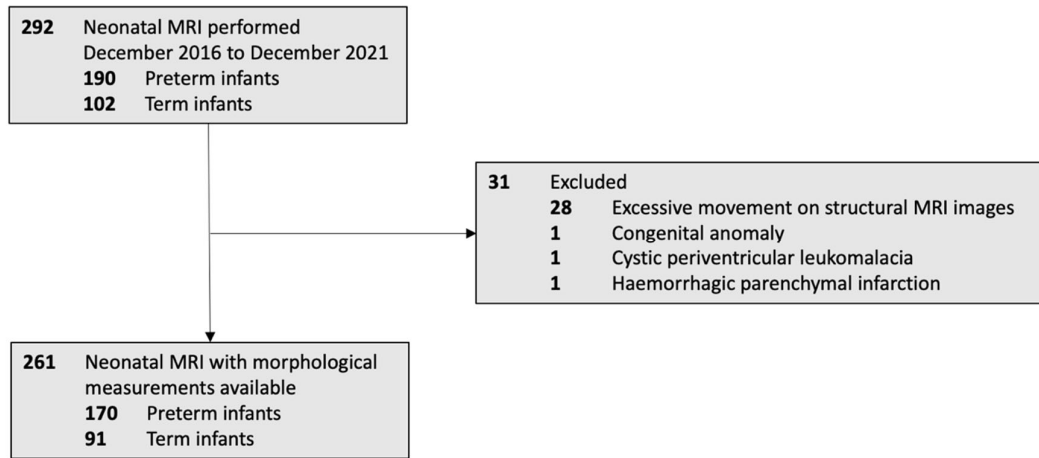 292 Neonatal MRI performed
December 2016 to December 2021
190 Preterm infants
102 Term infants
31 Excluded
28 Excessive movement on structural MRI images
1 Congenital anomaly
1 Cystic periventricular leukomalacia
1 Haemorrhagic parenchymal infarction
261 Neonatal MRI with morphological
measurements available
170 Preterm infants
91 Term infants